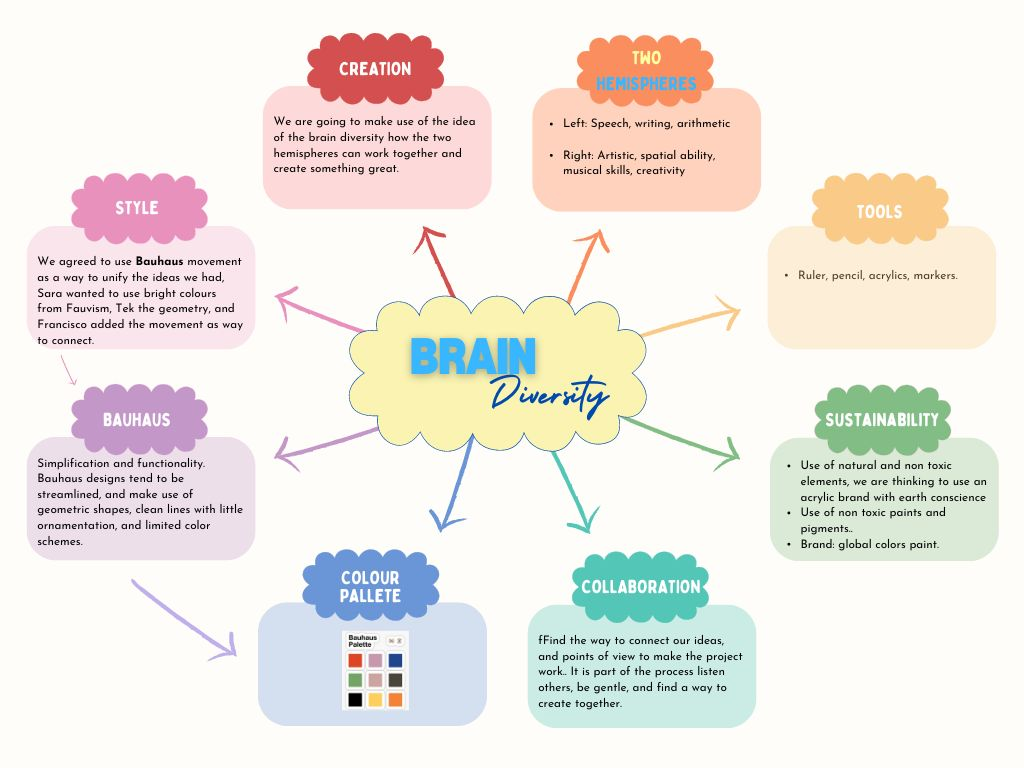 CREATION
We are going to make use of the idea
of the brain diversity how the two
hemispheres can work together and
create something great.
TWO
HEMISPHERES
• Left: Speech, writing, arithmetic
• Right: Artistic, spatial ability,
musical skills, creativity
STYLE
We agreed to use Bauhaus movement
as a way to unify the ideas we had,
Sara wanted to use bright colours
from Fauvism, Tek the geometry, and
Francisco added the movement as way
to connect.
TOOLS
• Ruler, pencil, acrylics, markers.
BRAIN
Diversity
BAUHAUS
Simplification and functionality.
Bauhaus designs tend to be
streamlined, and make use of
geometric shapes, clean lines with little
ornamentation, and limited color
schemes.
SUSTAINABILITY
• Use of natural and non toxic
elements, we are thinking to use an
acrylic brand with earth conscience
• Use of non toxic paints and
pigments..
• Brand: global colors paint.
COLOUR
PALLETE
Bauhaus
Palette
COLLABORATION
fFind the way to connect our ideas,
and points of view to make the project
work.. It is part of the process listen
others, be gentle, and find a way to
create together.